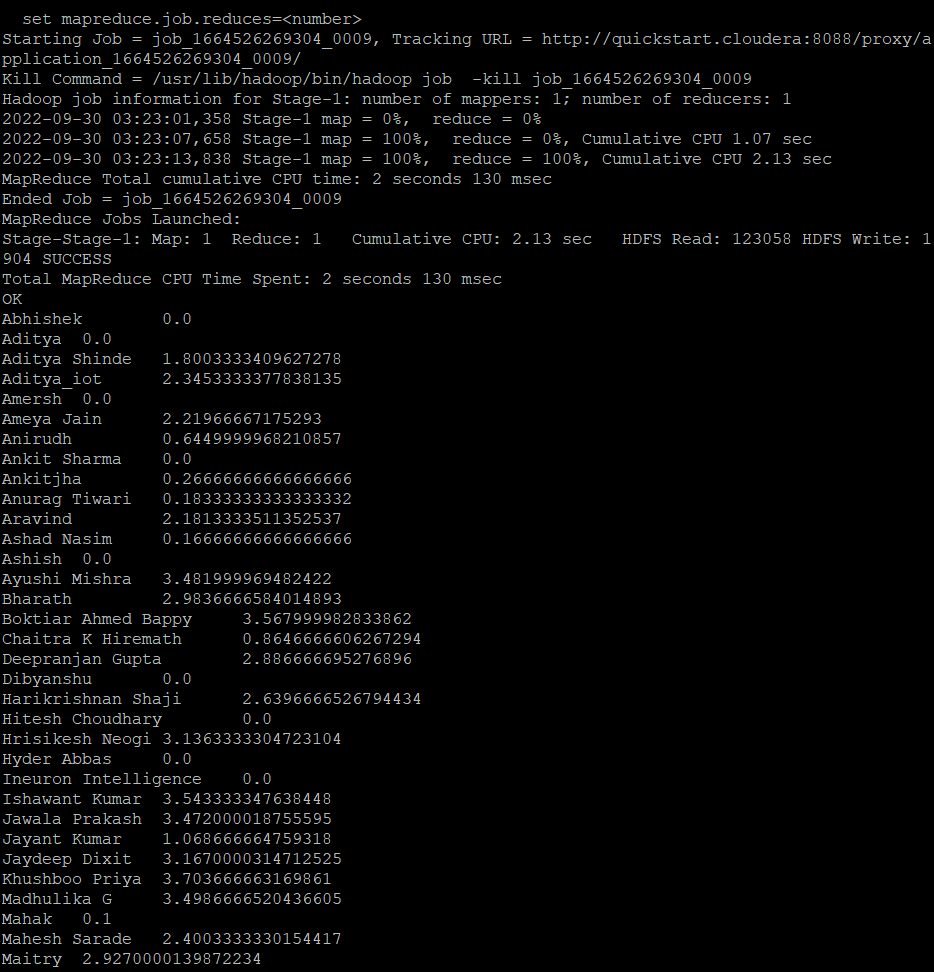 set mapreduce.job.reduces=<number>
Starting Job = job_1664526269304_0009, Tracking URL = http://quickstart.cloudera:8088/proxy/a
pplication_1664526269304_0009/
Kill Command = /usr/lib/hadoop/bin/hadoop job  -kill job_1664526269304_0009
Hadoop job information for Stage-1: number of mappers: 1; number of reducers: 1
2022-09-30 03:23:01,358 Stage-1 map = 0%,  reduce = 0%
2022-09-30 03:23:07,658 Stage-1 map = 100%,  reduce = 0%, Cumulative CPU 1.07 sec
2022-09-30 03:23:13,838 Stage-1 map = 100%,  reduce = 100%, Cumulative CPU 2.13 sec
MapReduce Total cumulative CPU time: 2 seconds 130 msec
Ended Job = job_1664526269304_0009
MapReduce Jobs Launched:
Stage-Stage-1: Map: 1  Reduce: 1   Cumulative CPU: 2.13 sec   HDFS Read: 123058 HDFS Write: 1
904 SUCCESS
Total MapReduce CPU Time Spent: 2 seconds 130 msec
OK
Abhishek        0.0
Aditya  0.0
Aditya Shinde   1.8003333409627278
Aditya_iot      2.3453333377838135
Amersh  0.0
Ameya Jain      2.21966667175293
Anirudh         0.6449999968210857
Ankit Sharma    0.0
Ankitjha        0.26666666666666666
Anurag Tiwari   0.18333333333333332
Aravind         2.1813333511352537
Ashad Nasim     0.16666666666666666
Ashish  0.0
Ayushi Mishra   3.481999969482422
Bharath         2.9836666584014893
Boktiar Ahmed Bappy     3.567999982833862
Chaitra K Hiremath      0.8646666606267294
Deepranjan Gupta        2.886666695276896
Dibyanshu       0.0
Harikrishnan Shaji      2.6396666526794434
Hitesh Choudhary        0.0
Hrisikesh Neogi 3.1363333304723104
Hyder Abbas     0.0
Ineuron Intelligence    0.0
Ishawant Kumar  3.543333347638448
Jawala Prakash  3.472000018755595
Jayant Kumar    1.068666664759318
Jaydeep Dixit   3.1670000314712525
Khushboo Priya  3.703666663169861
Madhulika G     3.4986666520436605
Mahak   0.1
Mahesh Sarade   2.4003333330154417
Maitry  2.9270000139872234